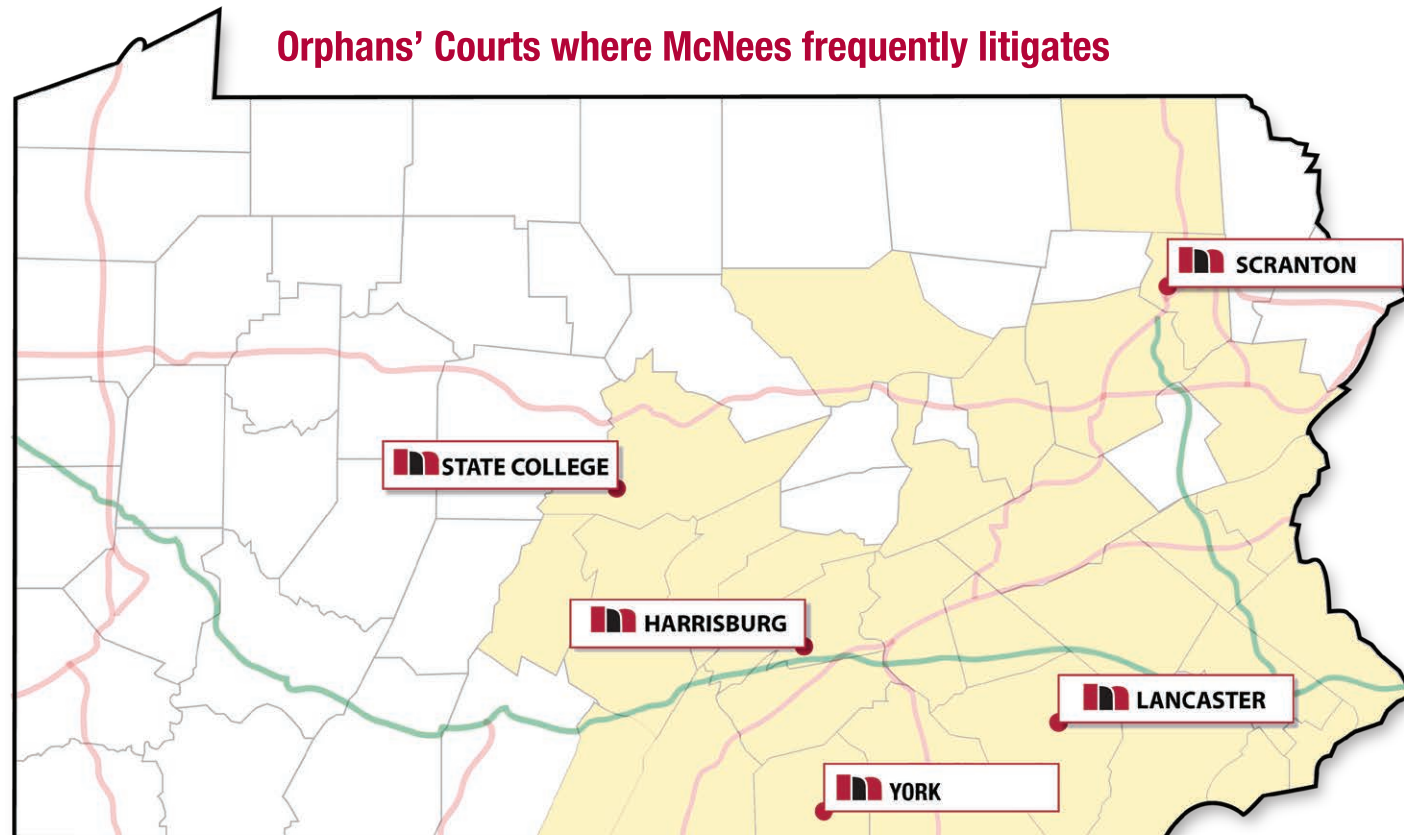 Orphans’ Courts where McNees frequently litigates
SCRANTON
STATE COLLEGE
HARRISBURG
LANCASTER
YORK